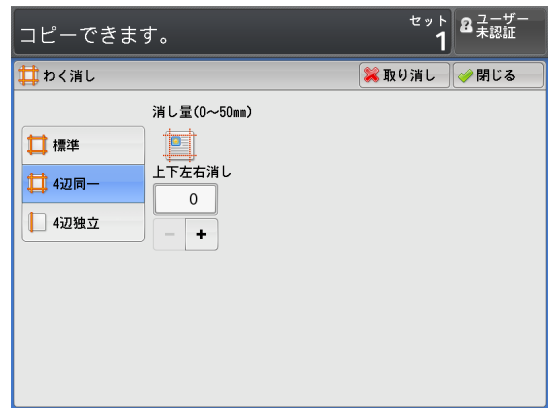 コピーできます。
セット
1
ユーザー
未認証
わく消し
取り消し
閉じる
消し量(0〜50mm)
標準
4辺同一
4辺独立
上下左右消し
0
− +